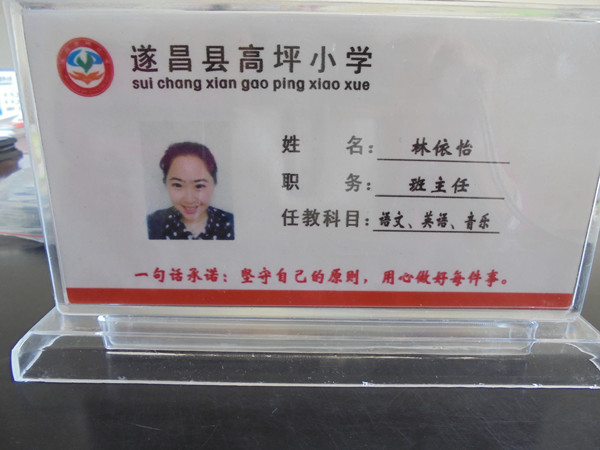 遂昌县高坪小学
sui chang xian gao ping xiao xue
姓 名：林依怡
职 务：班主任
任教科目：语文、英语、音乐
一句话承诺：坚守自己的原则，用心做好每件事。